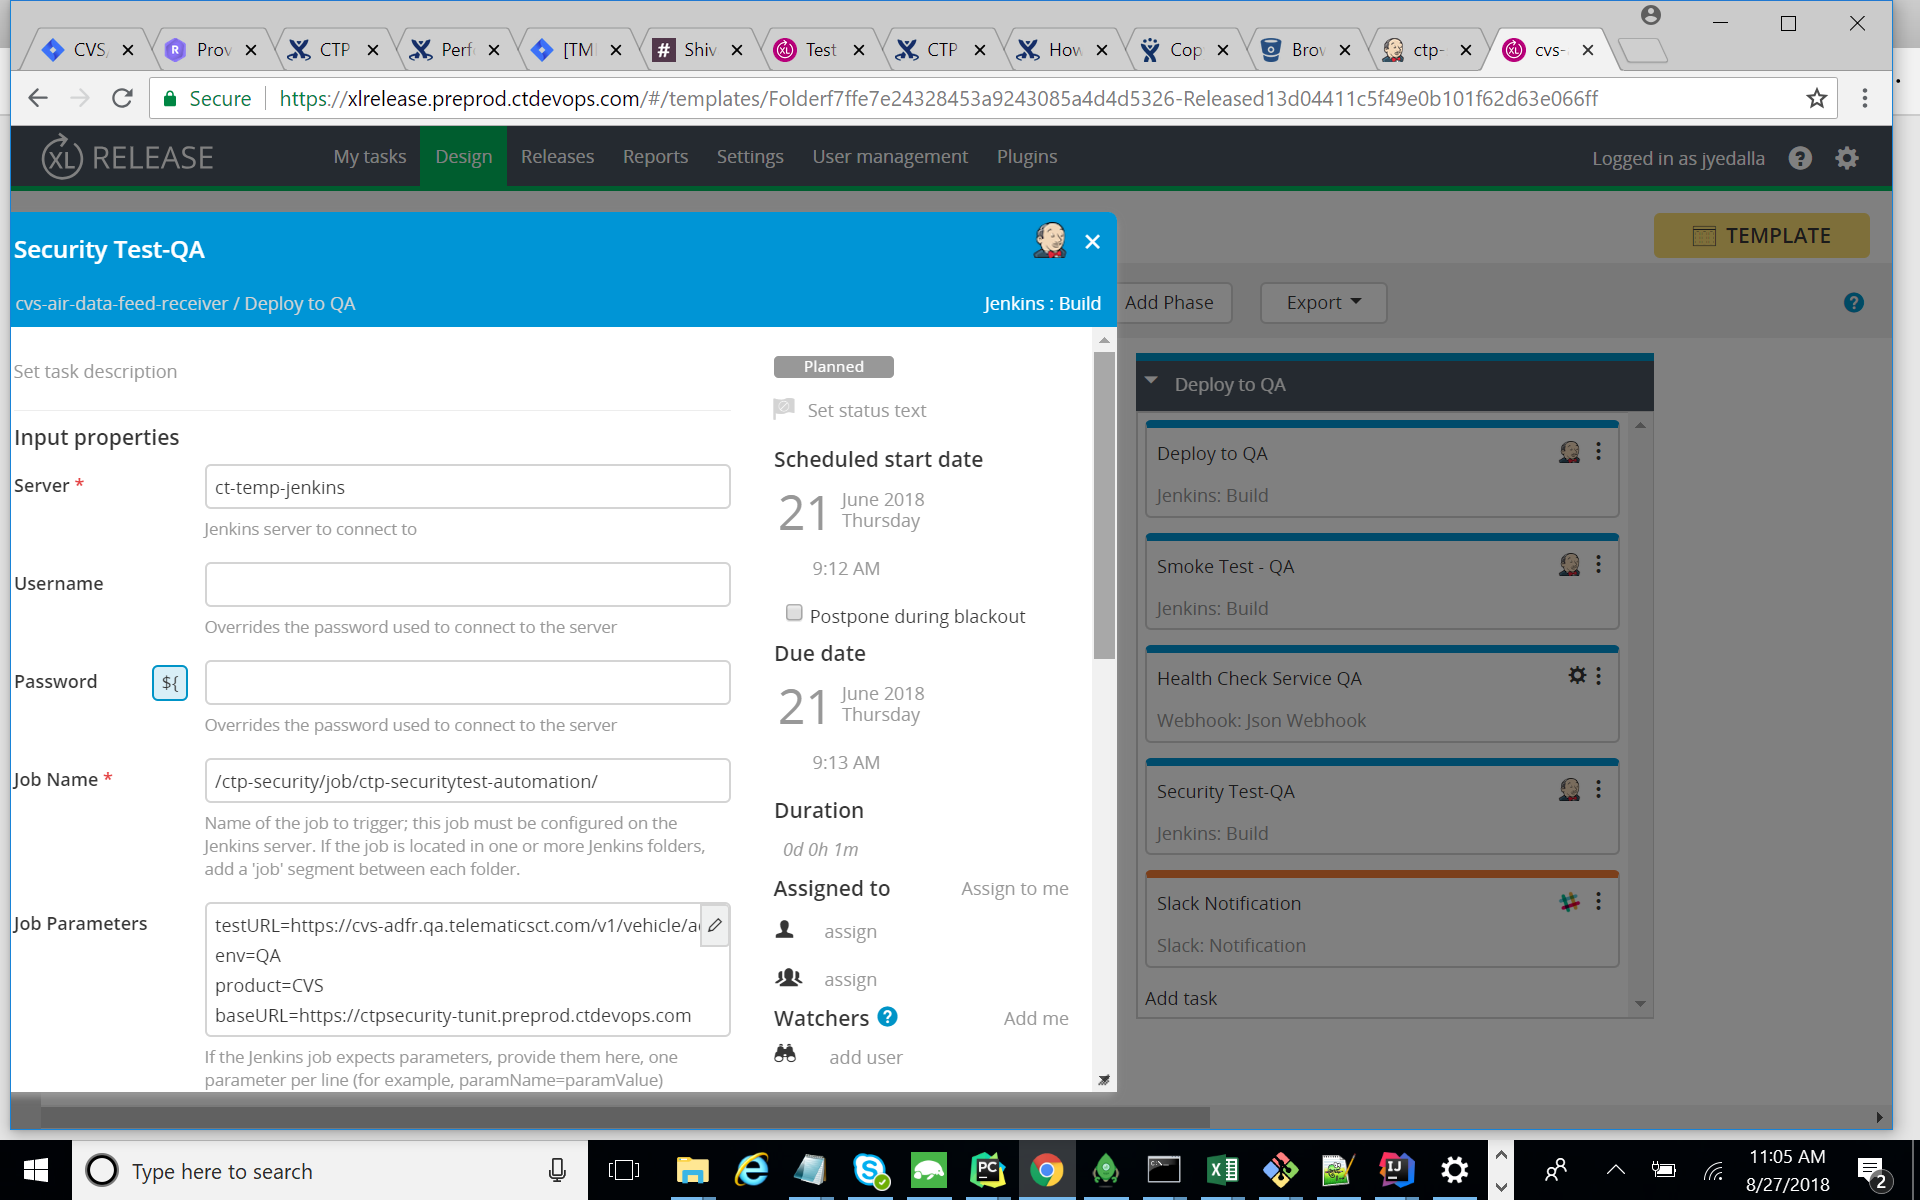 CVS
Prov
CTP
Perf
[TM
Shiv
Test
CTP
How
Cop
Brov
ctp-
cvs-
Secure
https://xlrelease.preprod.ctdevops.com/#/templates/Folderf7ffe7e24328453a9243085a4d4d5326-Released13d04411c5f49e0b101f62d63e066ff
XL RELEASE
My tasks
Design
Releases
Reports
Settings
User management
Plugins
Logged in as jyedalla
Security Test-QA
cvs-air-data-feed-receiver / Deploy to QA
Jenkins : Build
TEMPLATE
Add Phase
Export
Set task description
Input properties
Server *
ct-temp-jenkins
Jenkins server to connect to
Username
Overrides the password used to connect to the server
Password
${
Overrides the password used to connect to the server
Job Name *
/ctp-security/job/ctp-securitytest-automation/
Name of the job to trigger; this job must be configured on the
Jenkins server. If the job is located in one or more Jenkins folders,
add a 'job' segment between each folder.
Job Parameters
testURL=https://cvs-adfr.qa.telematicsct.com/v1/vehicle/a
env=QA
product=CVS
baseURL=https://ctpsecurity-tunit.preprod.ctdevops.com
If the Jenkins job expects parameters, provide them here, one
parameter per line (for example, paramName=paramValue)
Planned
Set status text
Scheduled start date
21
June 2018
Thursday
9:12 AM
Postpone during blackout
Due date
21
June 2018
Thursday
9:13 AM
Duration
0d 0h 1m
Assigned to
Assign to me
assign
assign
Watchers
Add me
add user
Deploy to QA
Deploy to QA
Jenkins: Build
Smoke Test - QA
Jenkins: Build
Health Check Service QA
Webhook: Json Webhook
Security Test-QA
Jenkins: Build
Slack Notification
Slack: Notification
Add task
Type here to search
11:05 AM
8/27/2018
2